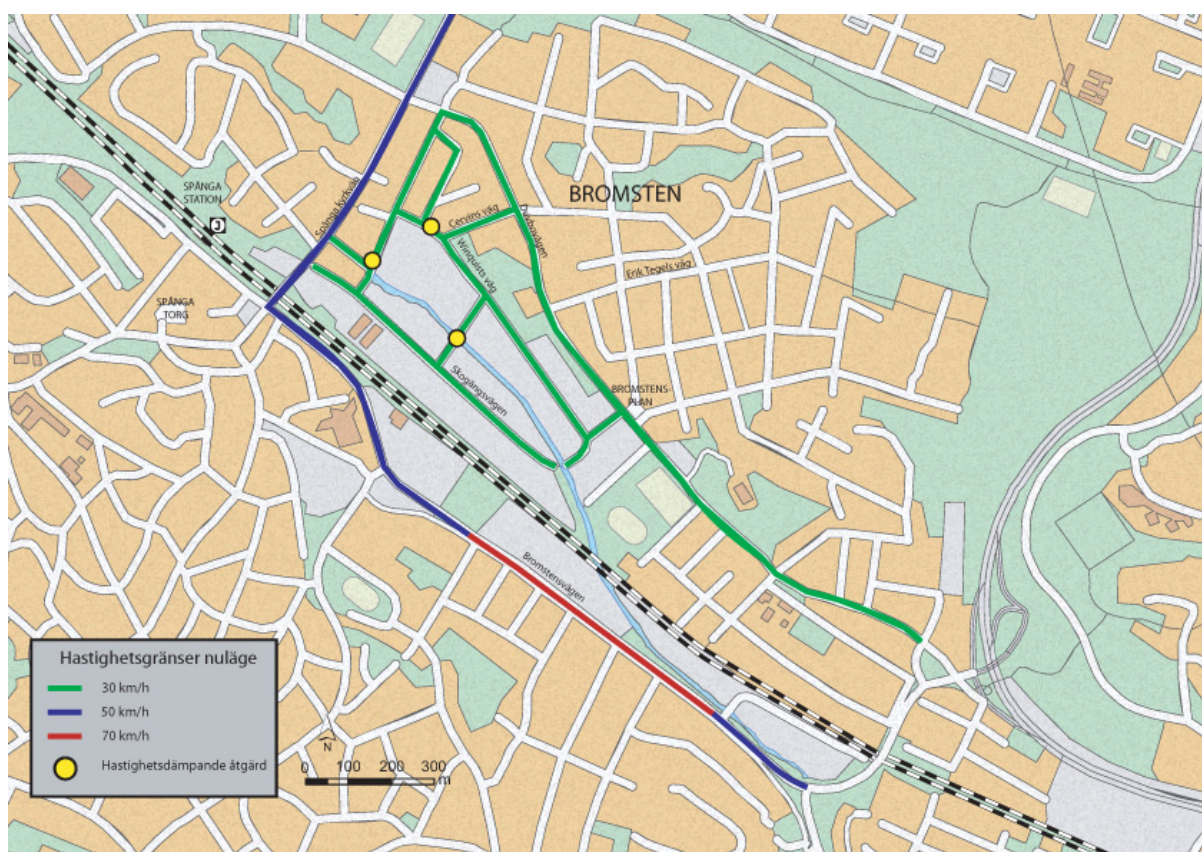 SPÅNGA
STATION
J
Spånga kyrkväg
BROMSTEN
Cervins väg
Duvbovägen
Winquists väg
Erik Tegels väg
SPÅNGA
TORG
Skogängsvägen
BROMSTENS
PLAN
Bromstensvägen
Hastighetsgränser nuläge
30 km/h
50 km/h
70 km/h
Hastighetsdämpande åtgärd
N
0 100 200 300
m